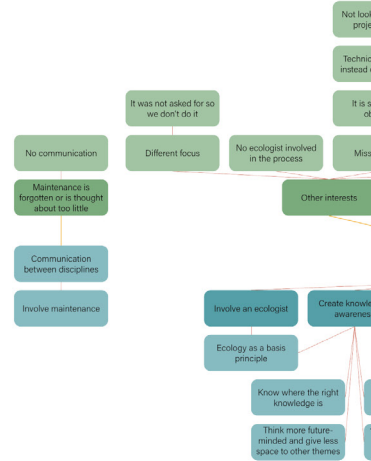 Not look
proje
Technic
instead
It was not asked for so
we don't do it
It is s
ob
No communication
Different focus
No ecologist involved
in the process
Miss
Maintenance is
forgotten or is thought
about too little
Other interests
Communication
between disciplines
Involve maintenance
Involve an ecologist
Create knowle
awarenes
Ecology as a basis
principle
Know where the right
knowledge is
Think more future-
minded and give less
space to other themes